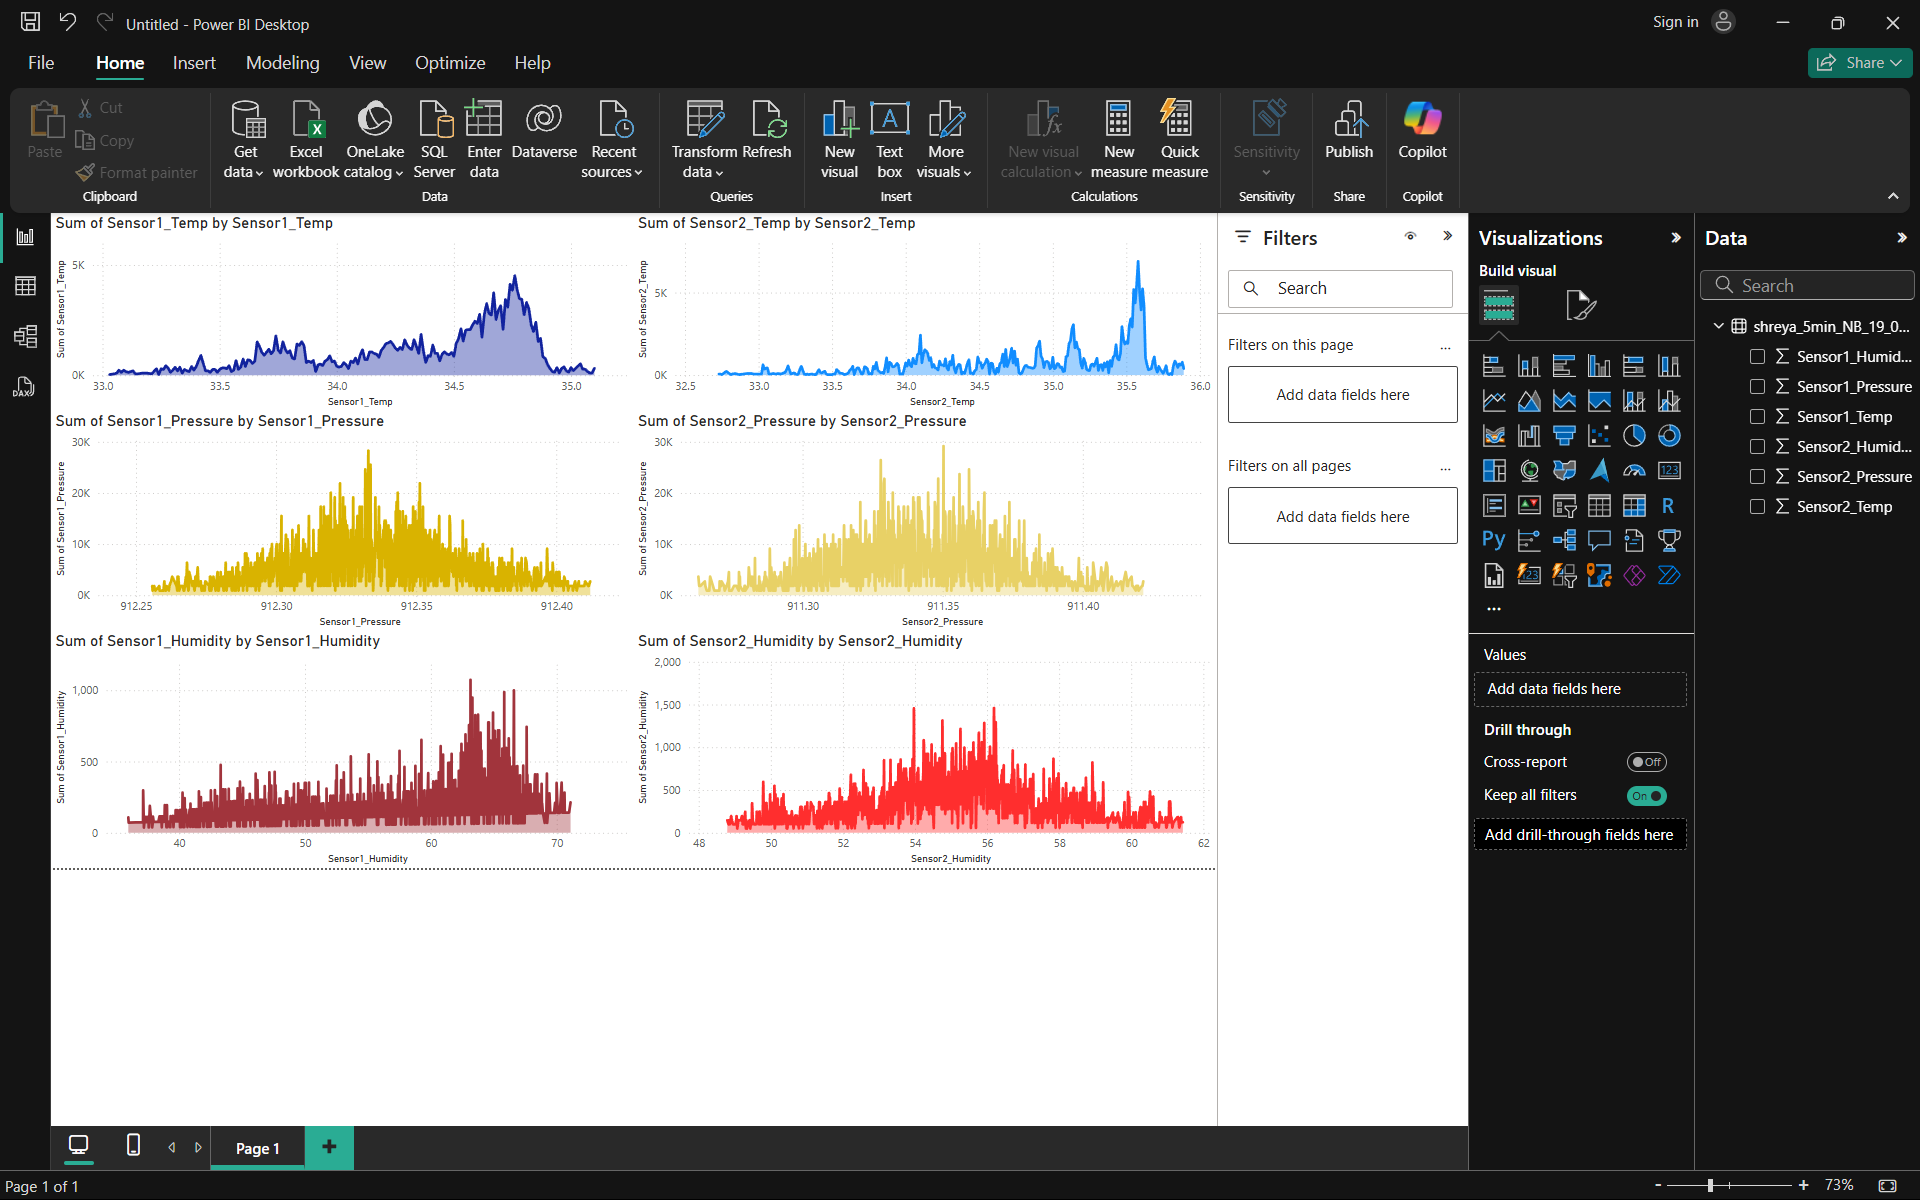 Untitled - Power BI Desktop
Sign in
File
Home
Insert
Modeling
View
Optimize
Help
Share
Paste
Cut
Copy
Format painter
Clipboard
Get data
Excel workbook
OneLake catalog
SQL Server
Enter data
Dataverse
Recent sources
Data
Transform data
Refresh
Queries
New visual
A
Text box
More visuals
Insert
New visual calculation
New measure
Quick measure
Calculations
Sensitivity
Sensitivity
Publish
Share
Copilot
Copilot
DAX
Sum of Sensor1_Temp by Sensor1_Temp
Sum of Sensor1_Temp
5K
0K
33.0 33.5 34.0 34.5 35.0
Sensor1_Temp
Sum of Sensor2_Temp by Sensor2_Temp
Sum of Sensor2_Temp
5K
0K
32.5 33.0 33.5 34.0 34.5 35.0 35.5 36.0
Sensor2_Temp
Sum of Sensor1_Pressure by Sensor1_Pressure
Sum of Sensor1_Pressure
30K
20K
10K
0K
912.25 912.30 912.35 912.40
Sensor1_Pressure
Sum of Sensor2_Pressure by Sensor2_Pressure
Sum of Sensor2_Pressure
30K
20K
10K
0K
911.30 911.35 911.40
Sensor2_Pressure
Sum of Sensor1_Humidity by Sensor1_Humidity
Sum of Sensor1_Humidity
1,000
500
0
40 50 60 70
Sensor1_Humidity
Sum of Sensor2_Humidity by Sensor2_Humidity
Sum of Sensor2_Humidity
2,000
1,500
1,000
500
0
48 50 52 54 56 58 60 62
Sensor2_Humidity
Filters
Search
Filters on this page
...
Add data fields here
Filters on all pages
...
Add data fields here
Visualizations
Build visual
123
R
Py
123
...
Values
Add data fields here
Drill through
Cross-report
Off
Keep all filters
On
Add drill-through fields here
Data
Search
shreya_5min_NB_19_0...
Sensor1_Humid...
Sensor1_Pressure
Sensor1_Temp
Sensor2_Humid...
Sensor2_Pressure
Sensor2_Temp
Page 1
Page 1 of 1
73%